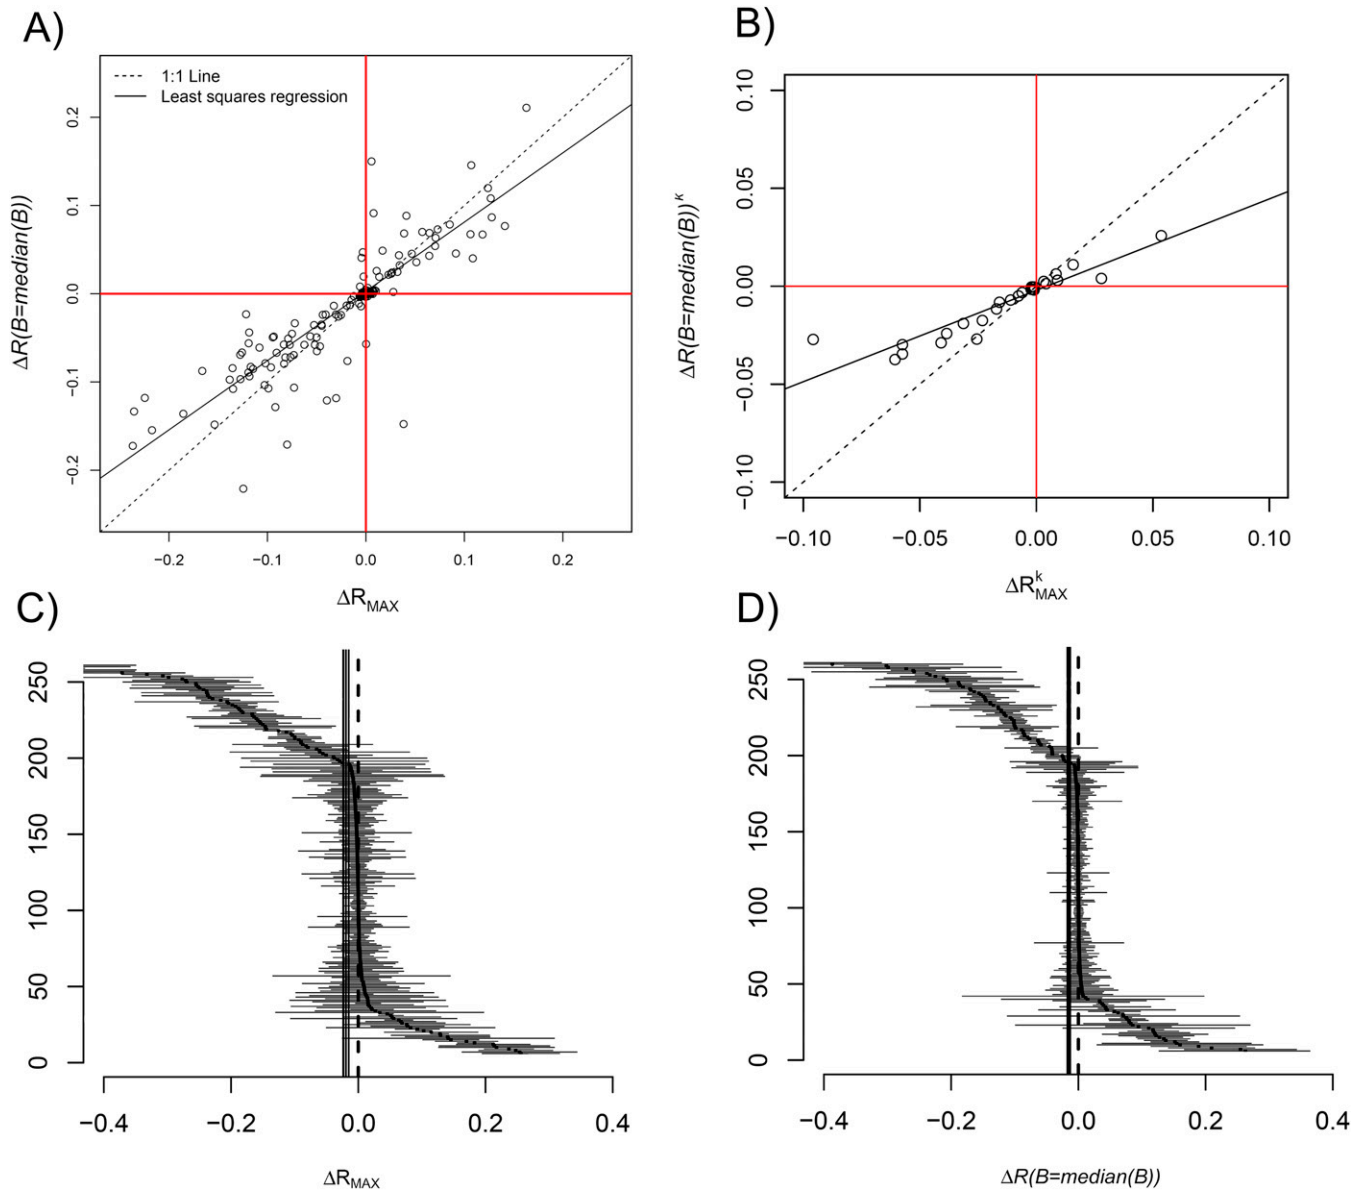 A)
1:1 Line
Least squares regression
ΔR(B=median(B))
0.2
0.1
0.0
−0.1
−0.2
−0.2 −0.1 0.0 0.1 0.2
ΔR_MAX
B)
ΔR(B=median(B))^κ
0.10
0.05
0.00
−0.05
−0.10
−0.10 −0.05 0.00 0.05 0.10
ΔR^k_MAX
C)
250
200
150
100
50
0
−0.4 −0.2 0.0 0.2 0.4
ΔR_MAX
D)
250
200
150
100
50
0
−0.4 −0.2 0.0 0.2 0.4
ΔR(B=median(B))